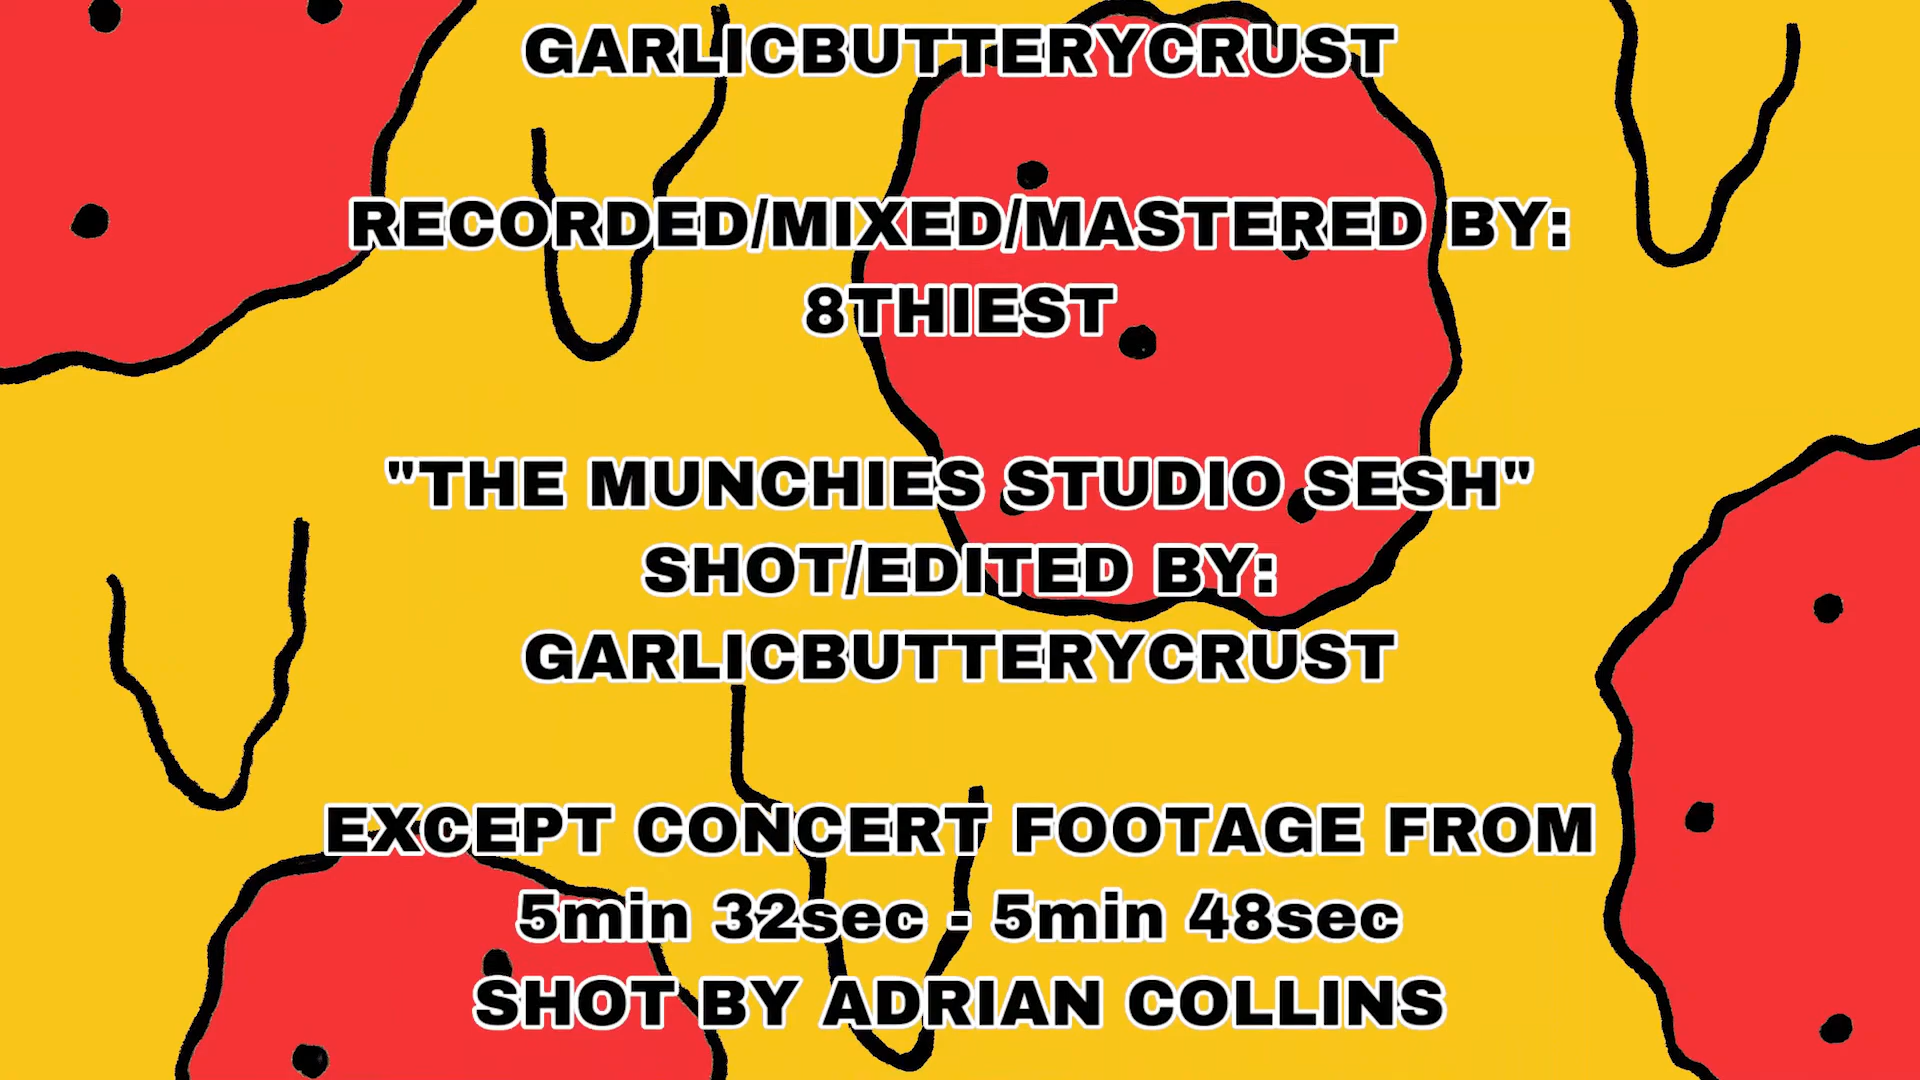 GARLICBUTTERYCRUST
RECORDED/MIXED/MASTERED BY:
8THIEST
"THE MUNCHIES STUDIO SESH"
SHOT/EDITED BY:
GARLICBUTTERYCRUST
EXCEPT CONCERT FOOTAGE FROM
5min 32sec - 5min 48sec
SHOT BY ADRIAN COLLINS